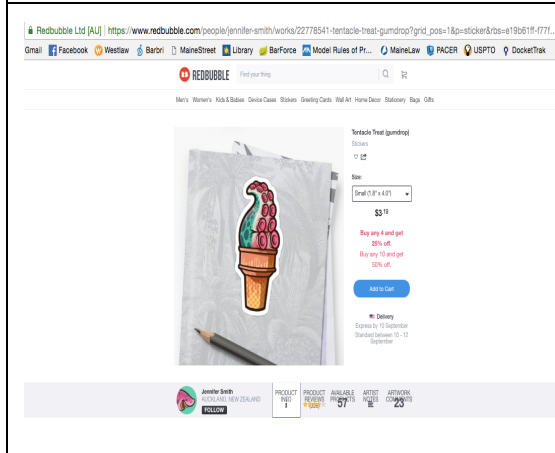 Redbubble Ltd [AU] https://www.redbubble.com/people/jennifer-smith/works/22778541-tentacle-treat-gumdrop?grid_pos=1&p=sticker&rbs=e19b61ff-f77f...
Gmail Facebook Westlaw Barbri MaineStreet Library BarForce Model Rules of Pr... MaineLaw PACER USPTO DocketTrak
REDBUBBLE Find your thing
Men's Women's Kids & Babies Device Cases Stickers Greeting Cards Wall Art Home Decor Stationery Bags Gifts
Tentacle Treat (gumdrop)
Stickers
Size:
Small (1.8" x 4.0")
$3.19
Buy any 4 and get
25% off.
Buy any 10 and get
50% off.
Add to Cart
Delivery
Express by 10 September
Standard between 10 - 12
September
Jennifer Smith
AUCKLAND, NEW ZEALAND
FOLLOW
PRODUCT
INFO
PRODUCT
REVIEWS
AVAILABLE
PRODUCTS
57
ARTIST
NOTES
ARTWORK
COMMENTS
23